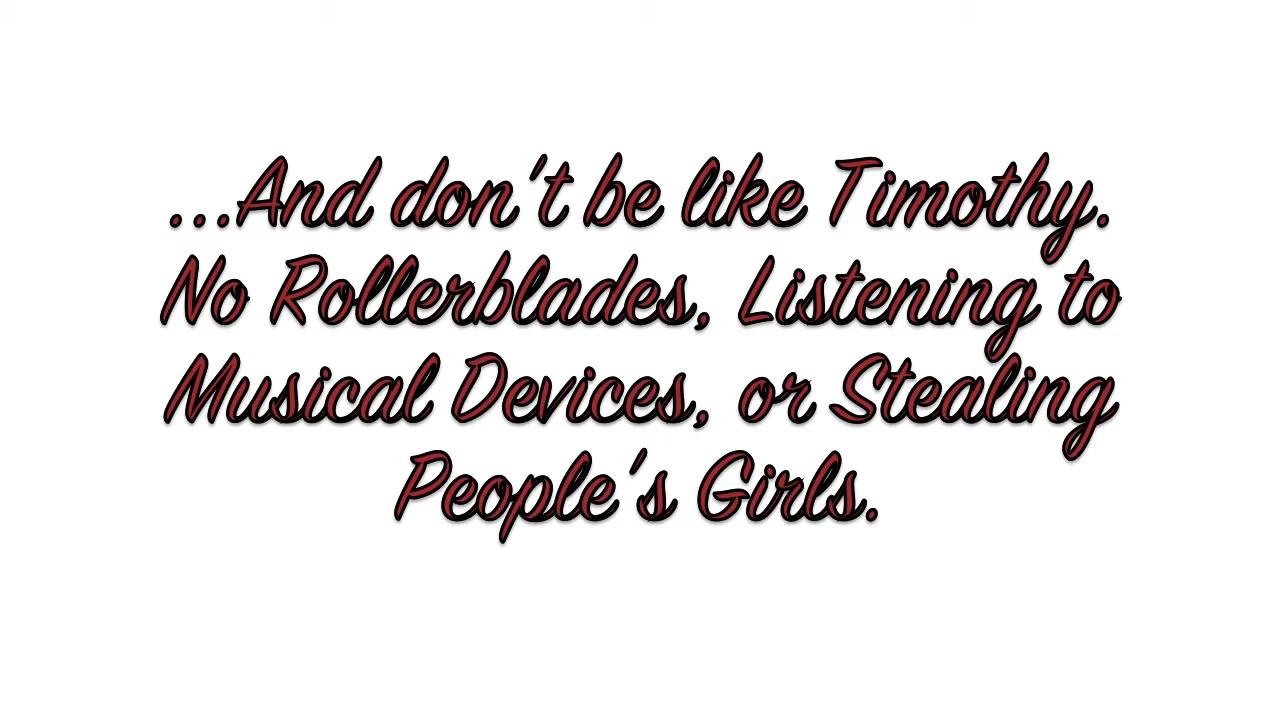 ...And don't be like Timothy.
No Rollerblades, Listening to
Musical Devices, or Stealing
People's Girls.